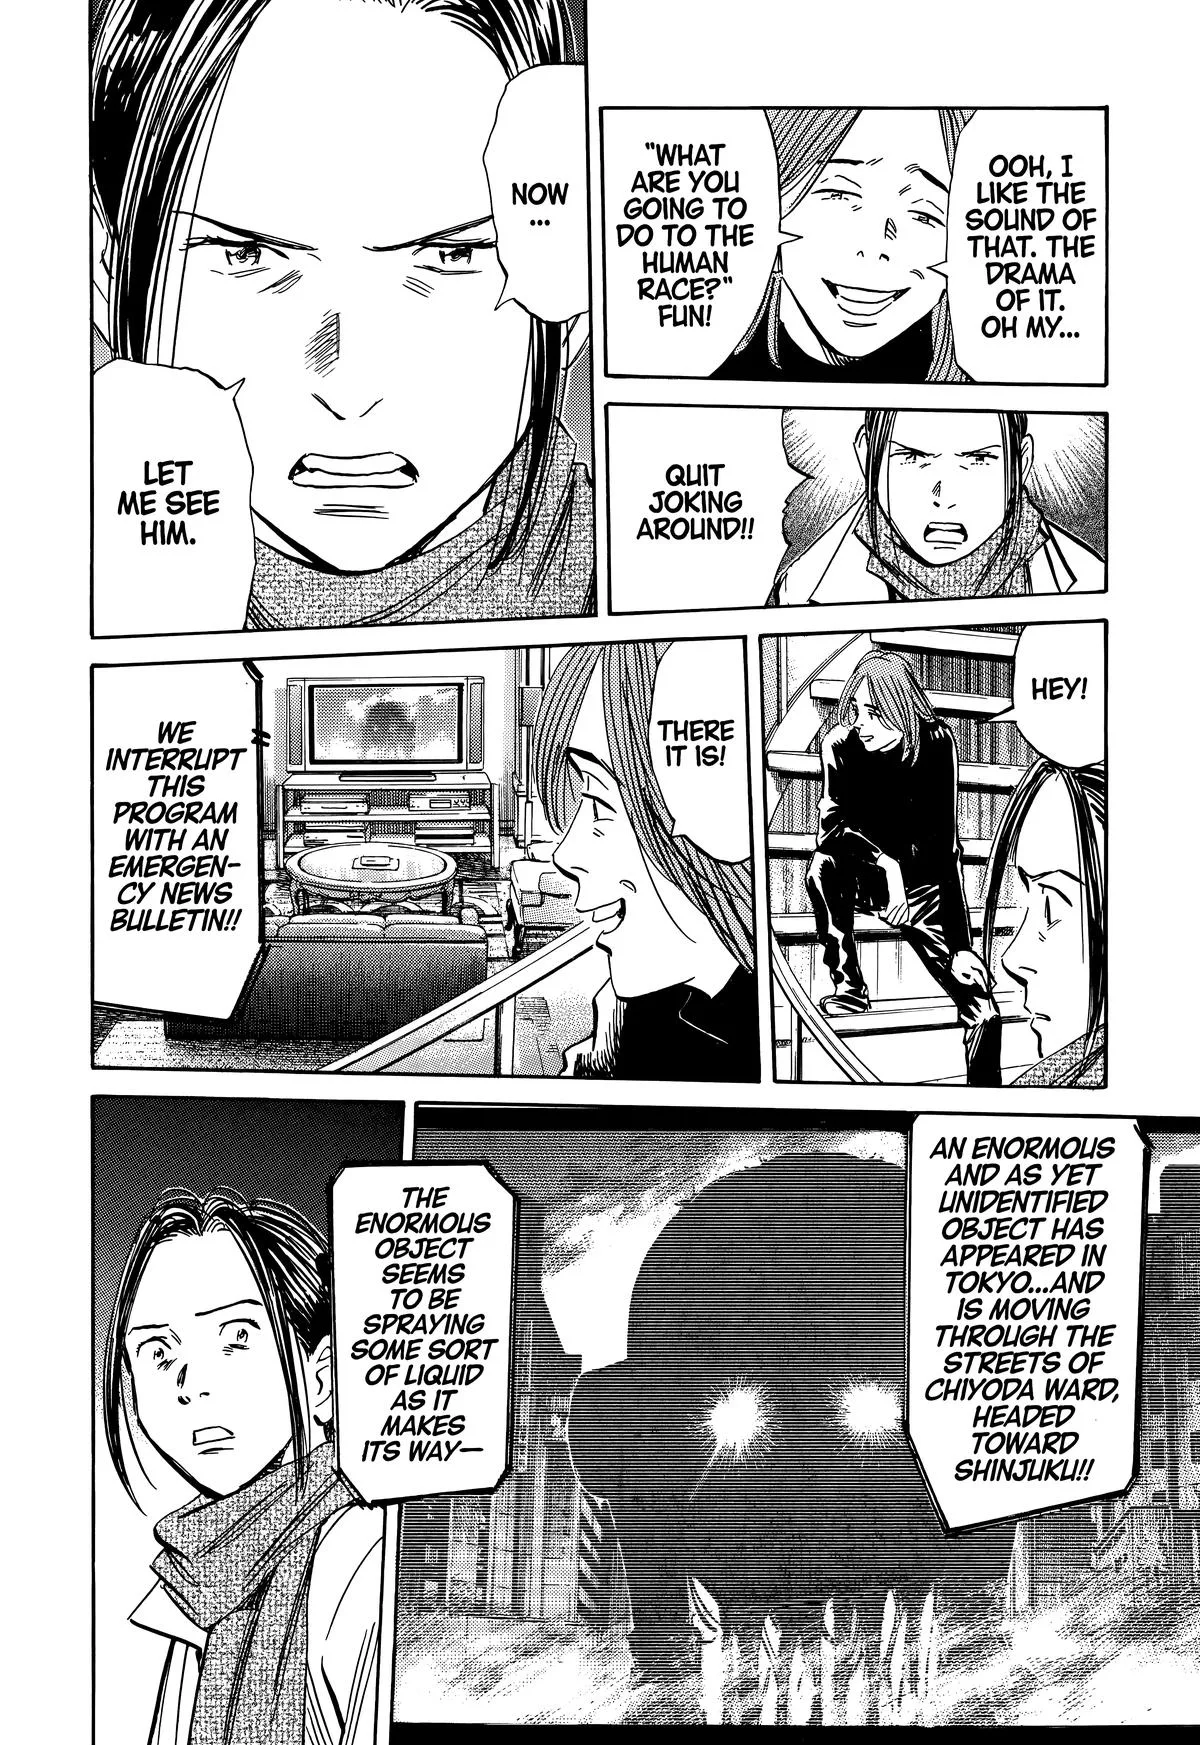 OOH, I
LIKE THE
SOUND OF
THAT. THE
DRAMA
OF IT.
OH MY...
"WHAT
ARE YOU
GOING TO
DO TO THE
HUMAN
RACE?"
FUN!
QUIT
JOKING
AROUND!!
NOW
...
LET
ME SEE
HIM.
HEY!
THERE
IT IS!
WE
INTERRUPT
THIS
PROGRAM
WITH AN
EMERGEN-
CY NEWS
BULLETIN!!
AN ENORMOUS
AND AS YET
UNIDENTIFIED
OBJECT HAS
APPEARED IN
TOKYO...AND
IS MOVING
THROUGH THE
STREETS OF
CHIYODA WARD,
HEADED
TOWARD
SHINJUKU!!
THE
ENORMOUS
OBJECT
SEEMS
TO BE
SPRAYING
SOME SORT
OF LIQUID
AS IT
MAKES
ITS WAY—